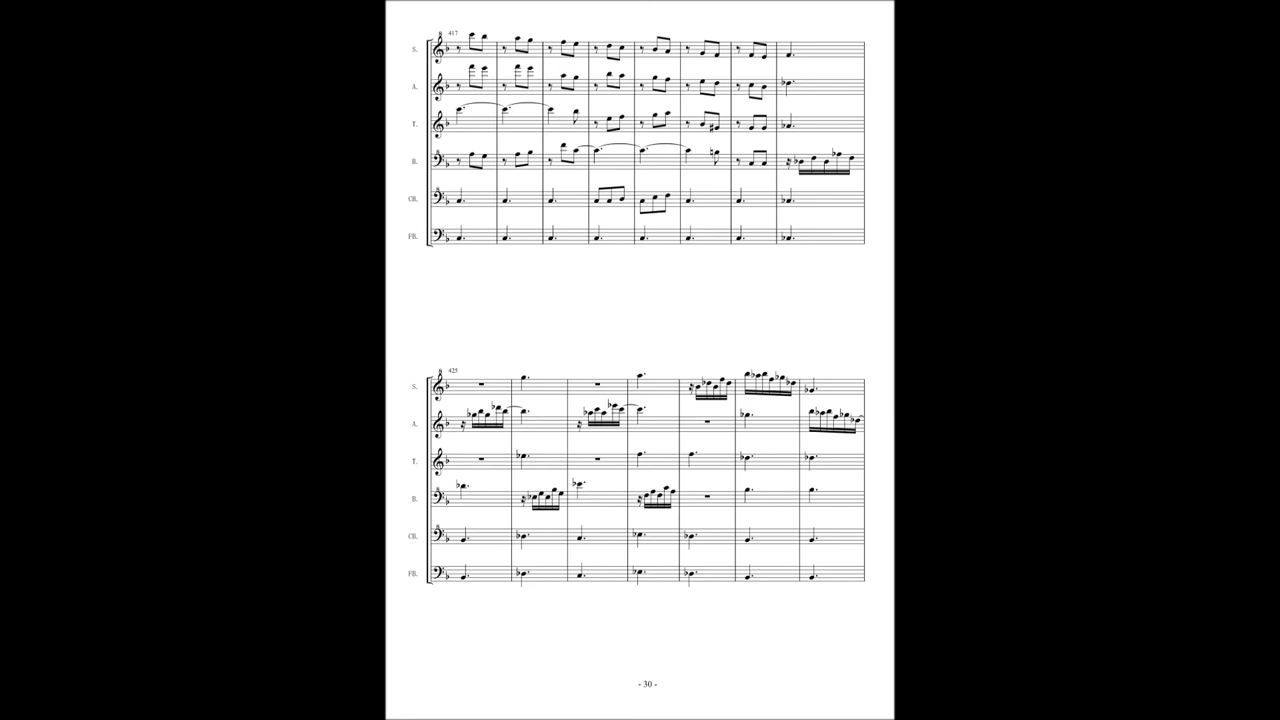 417
S.
A.
T.
B.
CB.
FB.
425
S.
A.
T.
B.
CB.
FB.
- 30 -